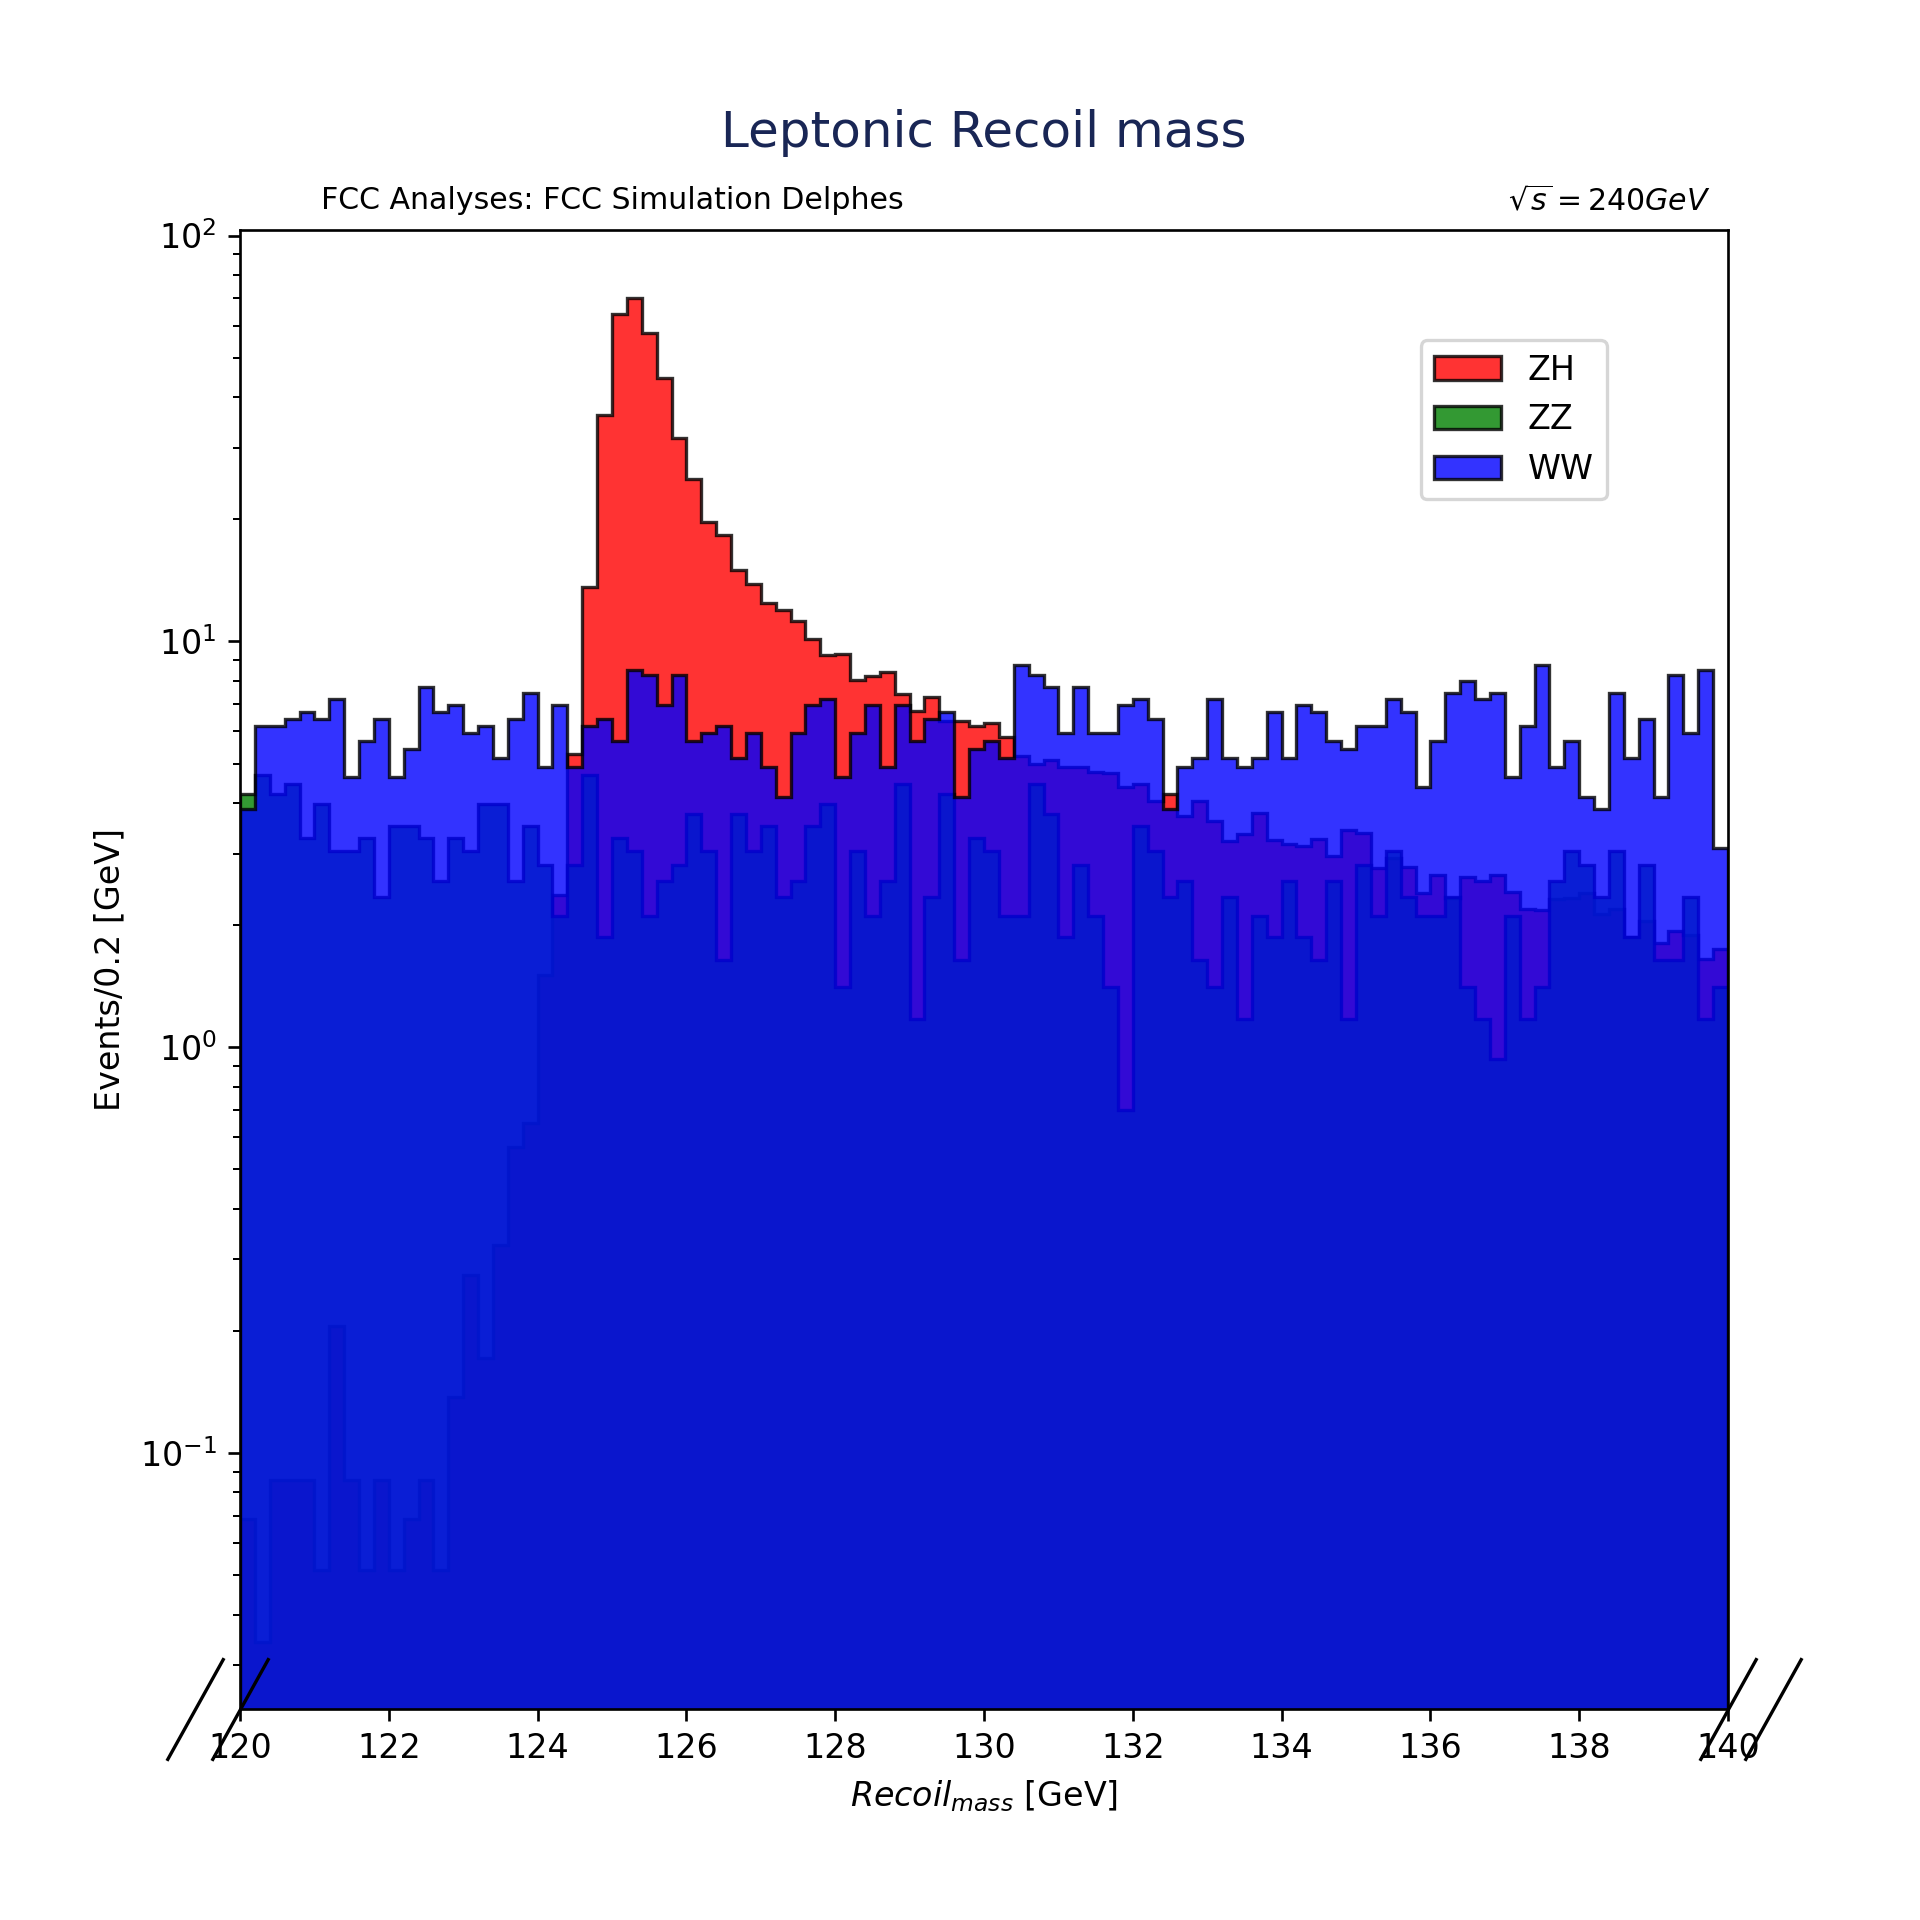 Leptonic Recoil mass
FCC Analyses: FCC Simulation Delphes
√s = 240GeV
10²
10¹
10⁰
10⁻¹
Events/0.2 [GeV]
ZH
ZZ
WW
120 122 124 126 128 130 132 134 136 138 140
Recoil_mass [GeV]